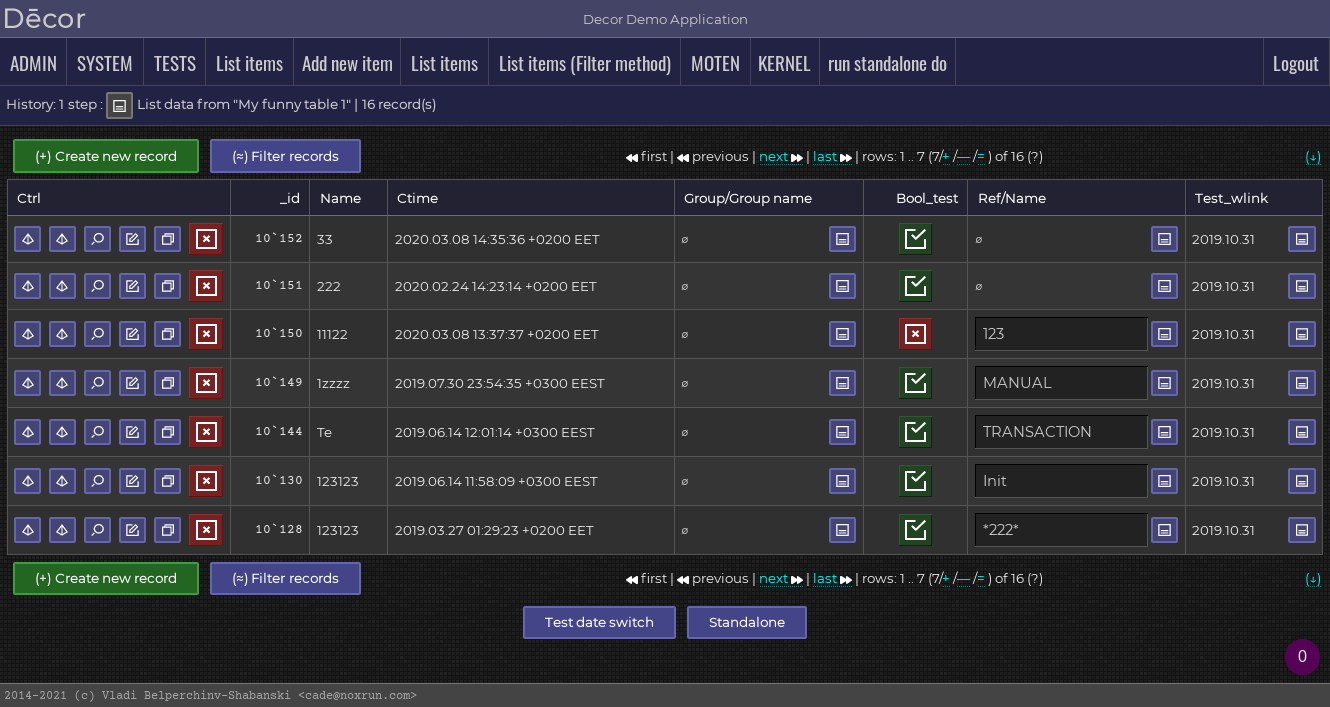 Dēcor
Decor Demo Application
ADMIN SYSTEM TESTS List items Add new item List items List items (Filter method) MOTEN KERNEL run standalone do Logout
History: 1 step : List data from "My funny table 1" | 16 record(s)
(+) Create new record (≈) Filter records first | previous | next | last | rows: 1 .. 7 (7/+ /— /= ) of 16 (?) (↓)
Ctrl _id Name Ctime Group/Group name Bool_test Ref/Name Test_wlink
10`152 33 2020.03.08 14:35:36 +0200 EET ∅ ∅ 2019.10.31
10`151 222 2020.02.24 14:23:14 +0200 EET ∅ ∅ 2019.10.31
10`150 11122 2020.03.08 13:37:37 +0200 EET ∅ 123 2019.10.31
10`149 1zzzz 2019.07.30 23:54:35 +0300 EEST ∅ MANUAL 2019.10.31
10`144 Te 2019.06.14 12:01:14 +0300 EEST ∅ TRANSACTION 2019.10.31
10`130 123123 2019.06.14 11:58:09 +0300 EEST ∅ Init 2019.10.31
10`128 123123 2019.03.27 01:29:23 +0200 EET ∅ *222* 2019.10.31
(+) Create new record (≈) Filter records first | previous | next | last | rows: 1 .. 7 (7/+ /— /= ) of 16 (?) (↓)
Test date switch Standalone
0
2014-2021 (c) Vladi Belperchinv-Shabanski <cade@noxrun.com>